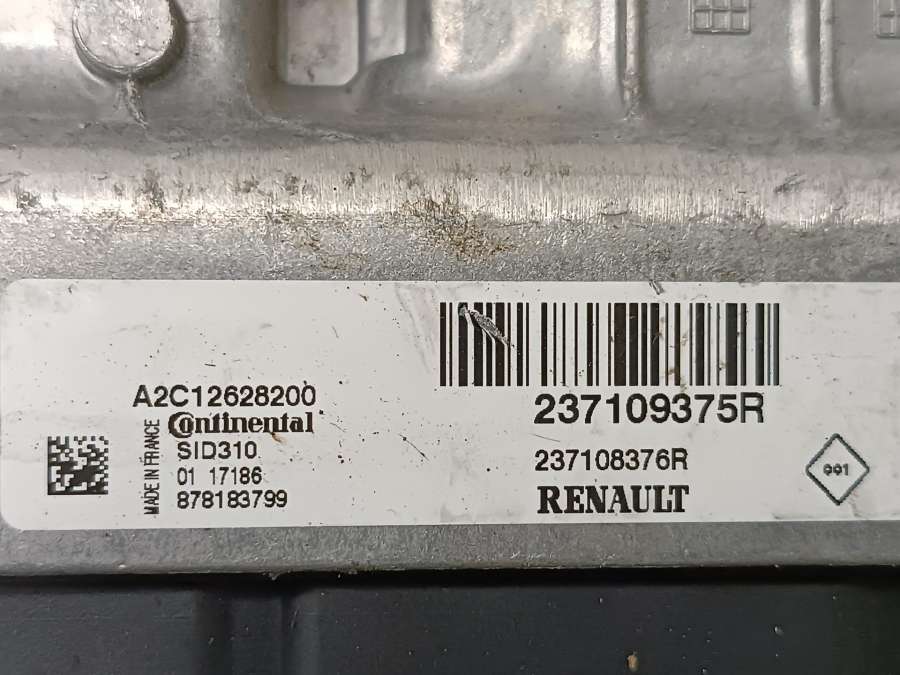 A2C12628200
Continental
SID310
01 17186
878183799
MADE IN FRANCE
237109375R
237108376R
RENAULT
001